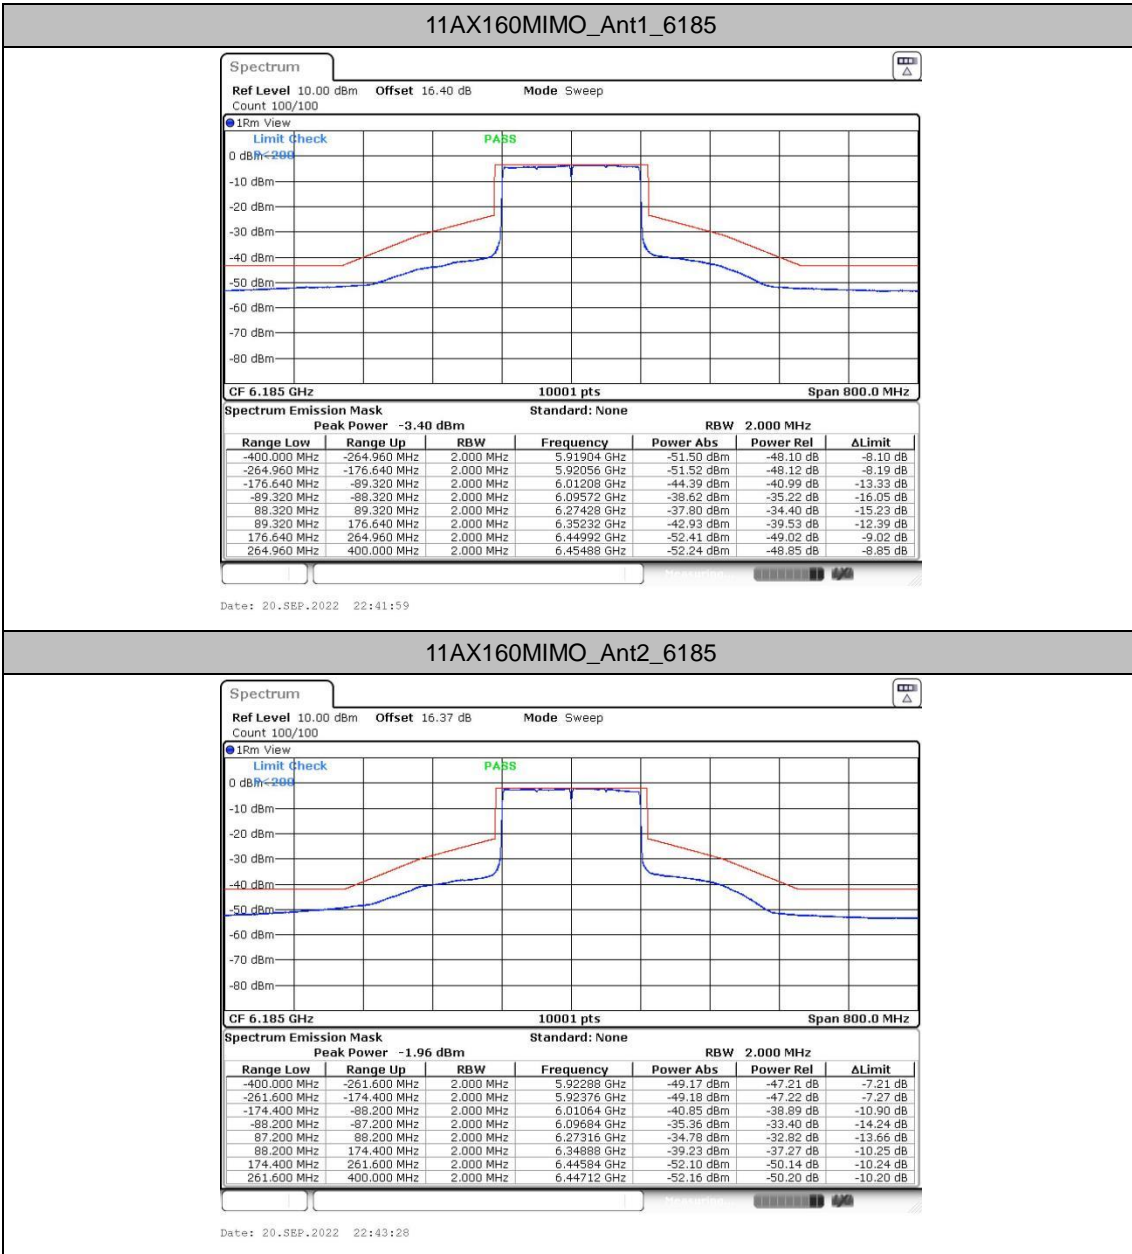 11AX160MIMO_Ant1_6185
Spectrum
Ref Level 10.00 dBm Offset 16.40 dB Mode Sweep
Count 100/100
1Rm View
Limit Check PASS
0 dBm P<200
-10 dBm
-20 dBm
-30 dBm
-40 dBm
-50 dBm
-60 dBm
-70 dBm
-80 dBm
CF 6.185 GHz 10001 pts Span 800.0 MHz
Spectrum Emission Mask Standard: None
Peak Power -3.40 dBm RBW 2.000 MHz
Range Low Range Up RBW Frequency Power Abs Power Rel ΔLimit
-400.000 MHz -264.960 MHz 2.000 MHz 5.91904 GHz -51.50 dBm -48.10 dB -8.10 dB
-264.960 MHz -176.640 MHz 2.000 MHz 5.92056 GHz -51.52 dBm -48.12 dB -8.19 dB
-176.640 MHz -89.320 MHz 2.000 MHz 6.01208 GHz -44.39 dBm -40.99 dB -13.33 dB
-89.320 MHz -88.320 MHz 2.000 MHz 6.09572 GHz -38.62 dBm -35.22 dB -16.05 dB
88.320 MHz 89.320 MHz 2.000 MHz 6.27428 GHz -37.80 dBm -34.40 dB -15.23 dB
89.320 MHz 176.640 MHz 2.000 MHz 6.35232 GHz -42.93 dBm -39.53 dB -12.39 dB
176.640 MHz 264.960 MHz 2.000 MHz 6.44992 GHz -52.41 dBm -49.02 dB -9.02 dB
264.960 MHz 400.000 MHz 2.000 MHz 6.45488 GHz -52.24 dBm -48.85 dB -8.85 dB
Measuring...
Date: 20.SEP.2022 22:41:59
11AX160MIMO_Ant2_6185
Spectrum
Ref Level 10.00 dBm Offset 16.37 dB Mode Sweep
Count 100/100
1Rm View
Limit Check PASS
0 dBm P<200
-10 dBm
-20 dBm
-30 dBm
-40 dBm
-50 dBm
-60 dBm
-70 dBm
-80 dBm
CF 6.185 GHz 10001 pts Span 800.0 MHz
Spectrum Emission Mask Standard: None
Peak Power -1.96 dBm RBW 2.000 MHz
Range Low Range Up RBW Frequency Power Abs Power Rel ΔLimit
-400.000 MHz -261.600 MHz 2.000 MHz 5.92288 GHz -49.17 dBm -47.21 dB -7.21 dB
-261.600 MHz -174.400 MHz 2.000 MHz 5.92376 GHz -49.18 dBm -47.22 dB -7.27 dB
-174.400 MHz -88.200 MHz 2.000 MHz 6.01064 GHz -40.85 dBm -38.89 dB -10.90 dB
-88.200 MHz -87.200 MHz 2.000 MHz 6.09684 GHz -35.36 dBm -33.40 dB -14.24 dB
87.200 MHz 88.200 MHz 2.000 MHz 6.27316 GHz -34.78 dBm -32.82 dB -13.66 dB
88.200 MHz 174.400 MHz 2.000 MHz 6.34888 GHz -39.23 dBm -37.27 dB -10.25 dB
174.400 MHz 261.600 MHz 2.000 MHz 6.44584 GHz -52.10 dBm -50.14 dB -10.24 dB
261.600 MHz 400.000 MHz 2.000 MHz 6.44712 GHz -52.16 dBm -50.20 dB -10.20 dB
Measuring...
Date: 20.SEP.2022 22:43:28